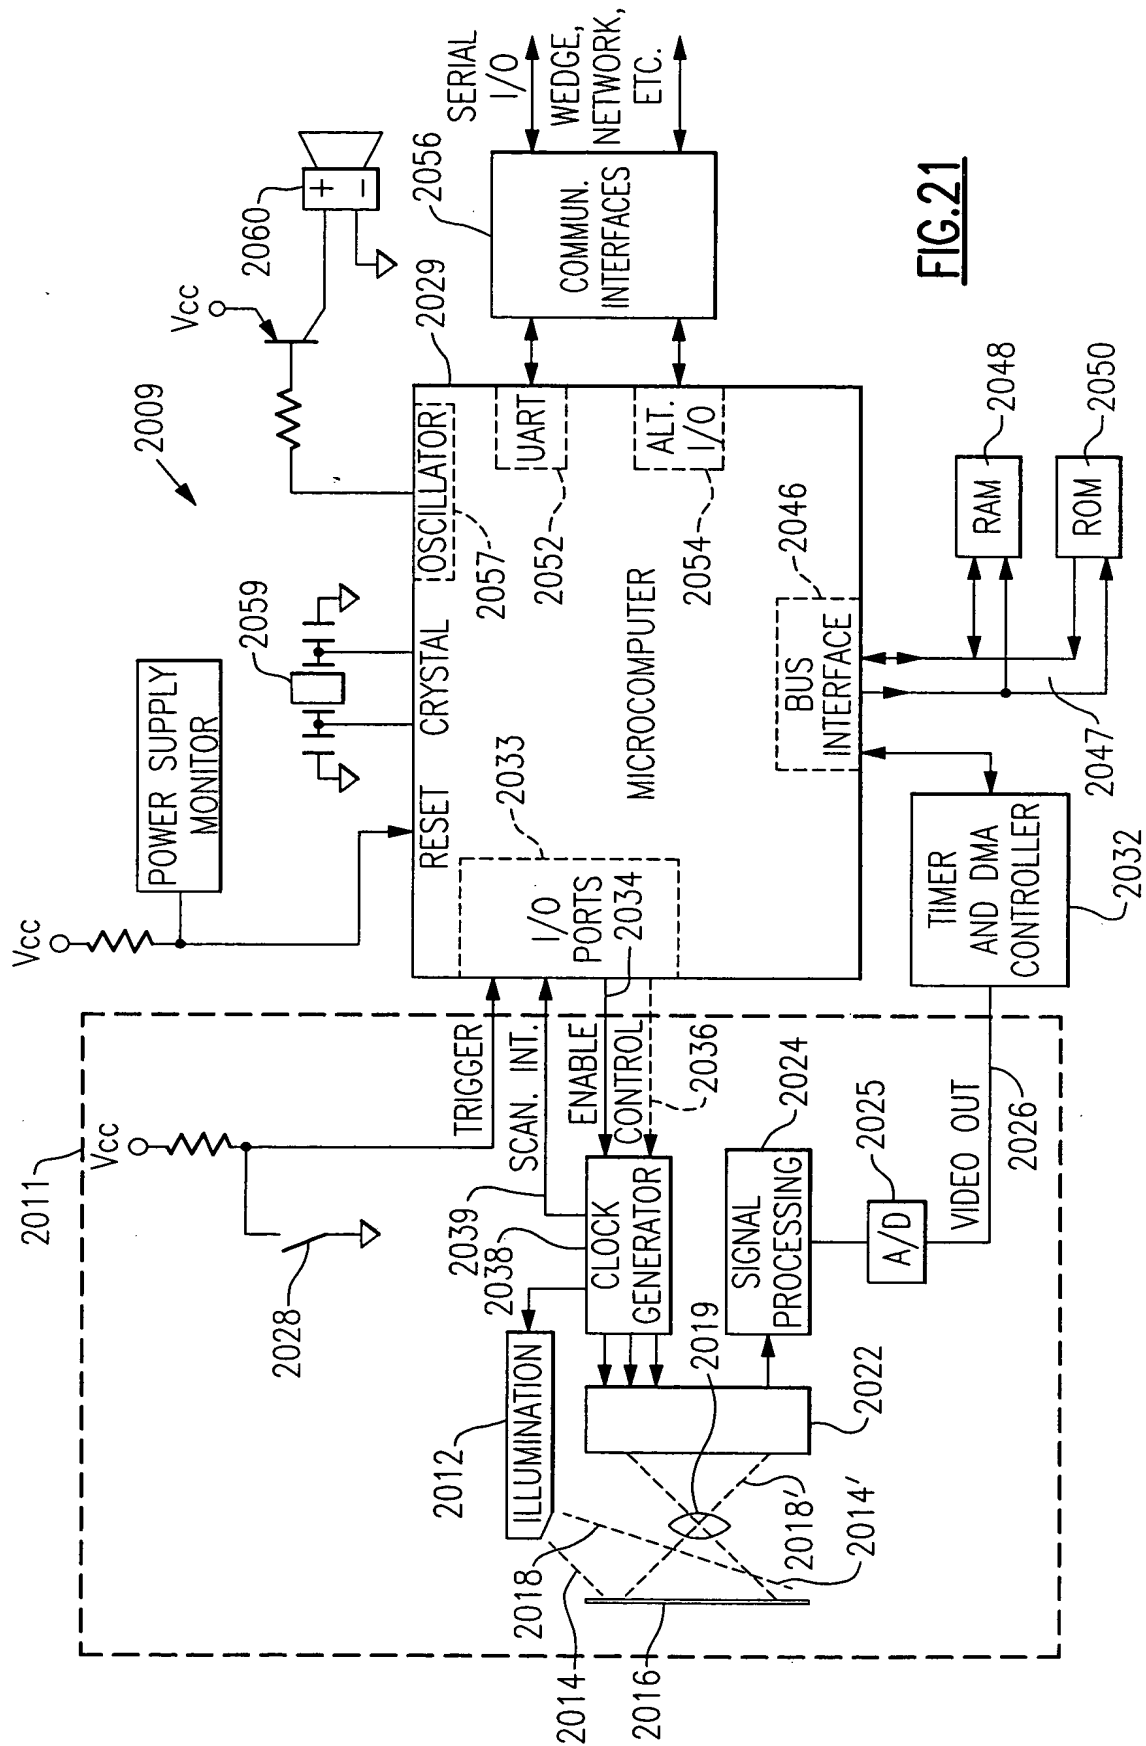 2009
Vcc
POWER SUPPLY
MONITOR
2059
Vcc
2060
+
−
2011
Vcc
2028
TRIGGER
SCAN. INT.
ENABLE
CONTROL
2036
2039
2038
RESET
CRYSTAL
OSCILLATOR
2057
2029
2033
I/O
PORTS
2034
MICROCOMPUTER
UART
2052
ALT.
I/O
2054
2056
COMMUN.
INTERFACES
SERIAL
I/O
WEDGE,
NETWORK,
ETC.
2012
ILLUMINATION
CLOCK
GENERATOR
2018
2014
2016
2019
2018'
2014'
2022
SIGNAL
PROCESSING
2024
A/D
2025
VIDEO OUT
2026
BUS
INTERFACE
2046
2047
TIMER
AND DMA
CONTROLLER
2032
RAM
2048
ROM
2050
FIG.21